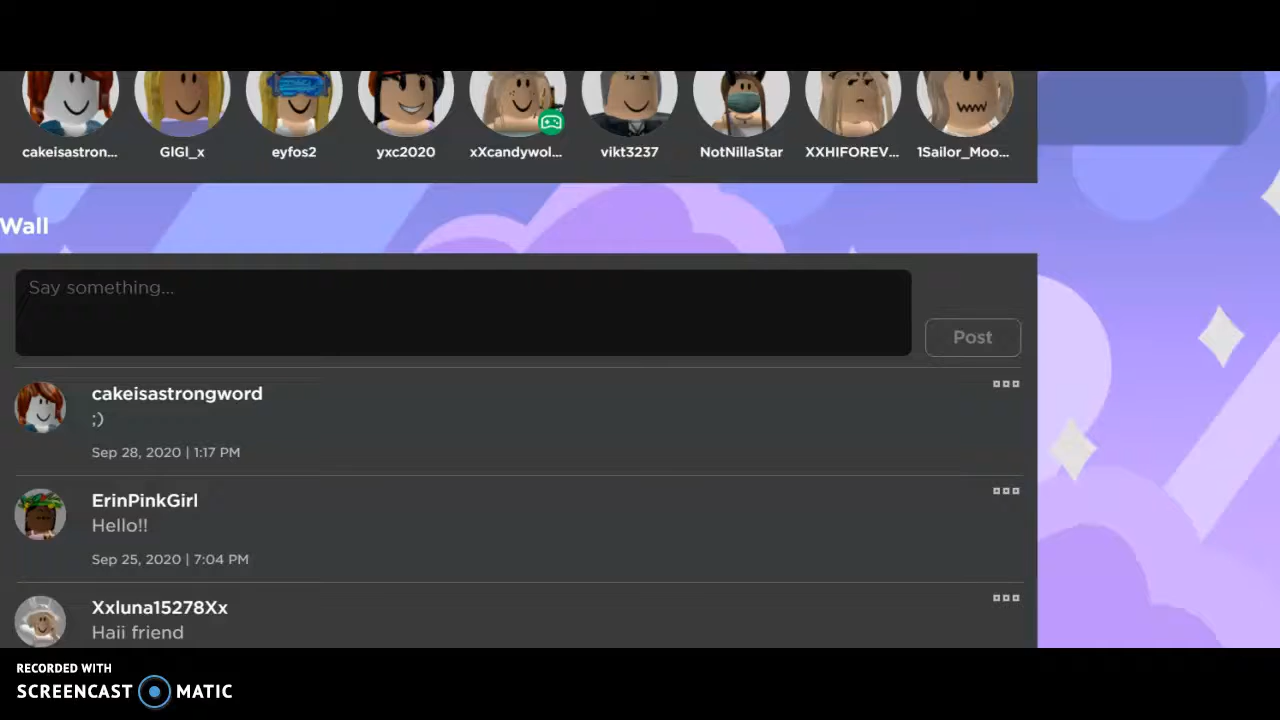 cakeisastron... GIGI_x eyfos2 yxc2020 xXcandywol... vikt3237 NotNillaStar XXHIFOREV... 1Sailor_Moo...
Wall
Say something...
Post
cakeisastrongword
;)
Sep 28, 2020 | 1:17 PM
ErinPinkGirl
Hello!!
Sep 25, 2020 | 7:04 PM
Xxluna15278Xx
Haii friend
RECORDED WITH
SCREENCAST MATIC